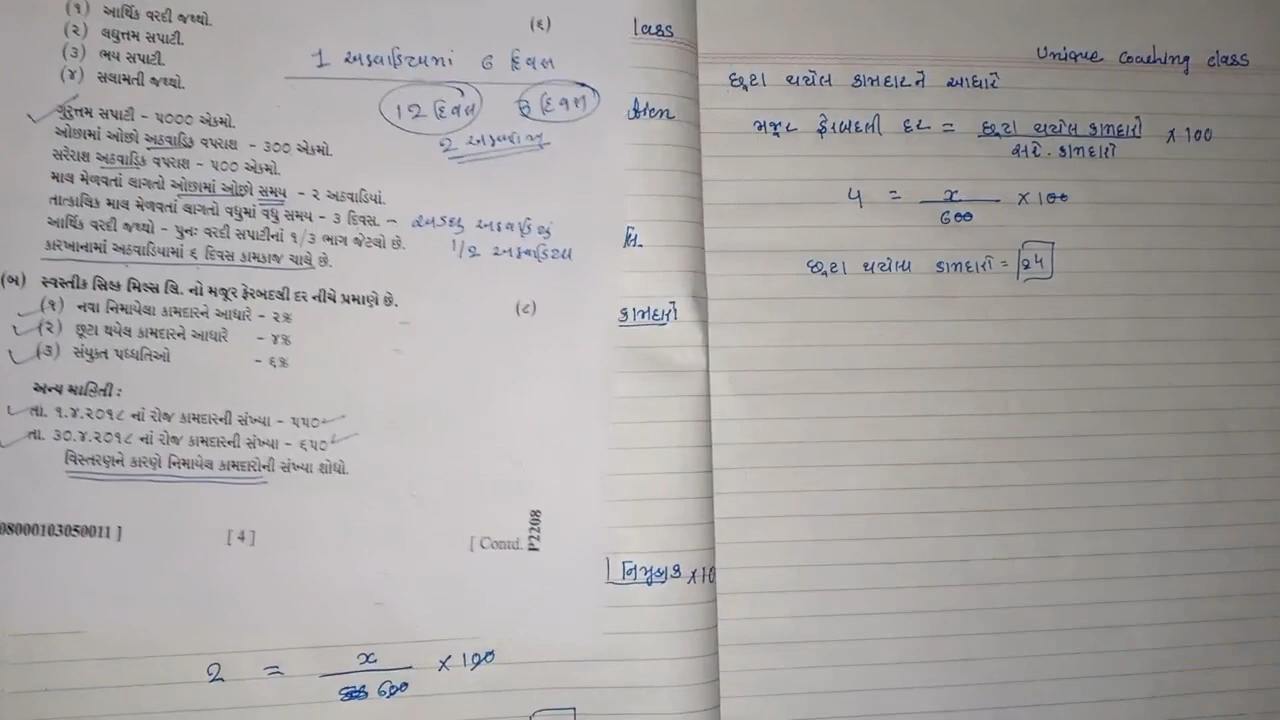 (૧) આર્થિક વરદી જથ્થો.
(૨) લઘુત્તમ સપાટી.
(૩) ભય સપાટી.
(૪) સલામતી જથ્થો.
(૬)
1 અઠવાડિયામાં 6 દિવસ
12 દિવસ 3 દિવસ
2 અઠવાડીયા
ગુરુત્તમ સપાટી - ૫૦૦૦ એકમો.
ઓછામાં ઓછો અઠવાડિક વપરાશ - ૩૦૦ એકમો.
સરેરાશ અઠવાડિક વપરાશ - ૫૦૦ એકમો.
માલ મેળવતાં લાગતો ઓછામાં ઓછો સમય - ૨ અઠવાડિયાં.
તાત્કાલિક માલ મેળવતાં લાગતો વધુમાં વધુ સમય - ૩ દિવસ. - અડધુ અઠવાડિયું
આર્થિક વરદી જથ્થો - પુનઃ વરદી સપાટીનાં ૧/૩ ભાગ જેટલો છે. 1/2 અઠવાડિયા
કારખાનામાં અઠવાડિયામાં ૬ દિવસ કામકાજ ચાલે છે.
(બ) સ્વસ્તીક સિલ્ક મિલ્સ લિ. નો મજૂર ફેરબદલી દર નીચે પ્રમાણે છે. (૮)
(૧) નવા નિમાયેલા કામદારને આધારે - ૨%
(૨) છૂટા થયેલ કામદારને આધારે - ૪%
(૩) સંયુક્ત પધ્ધતિઓ - ૬%
અન્ય માહિતી :
તા. ૧.૪.૨૦૧૮ નાં રોજ કામદારની સંખ્યા - ૫૫૦
તા. ૩૦.૪.૨૦૧૮ નાં રોજ કામદારની સંખ્યા - ૬૫૦
વિસ્તરણને કારણે નિમાયેલ કામદારોની સંખ્યા શોધો.
08000103050011 ] [ 4 ] [ Contd.
P2208
2 = x / 600 × 100
lass
લિ.
કામદારો
× 10
Unique coaching class
છૂટા થયેલ કામદારને આધારે
મજૂર ફેરબદલી દર = છૂટા થયેલ કામદારો / સરે. કામદારો × 100
4 = x / 600 × 100
છૂટા થયેલ કામદારો = 24